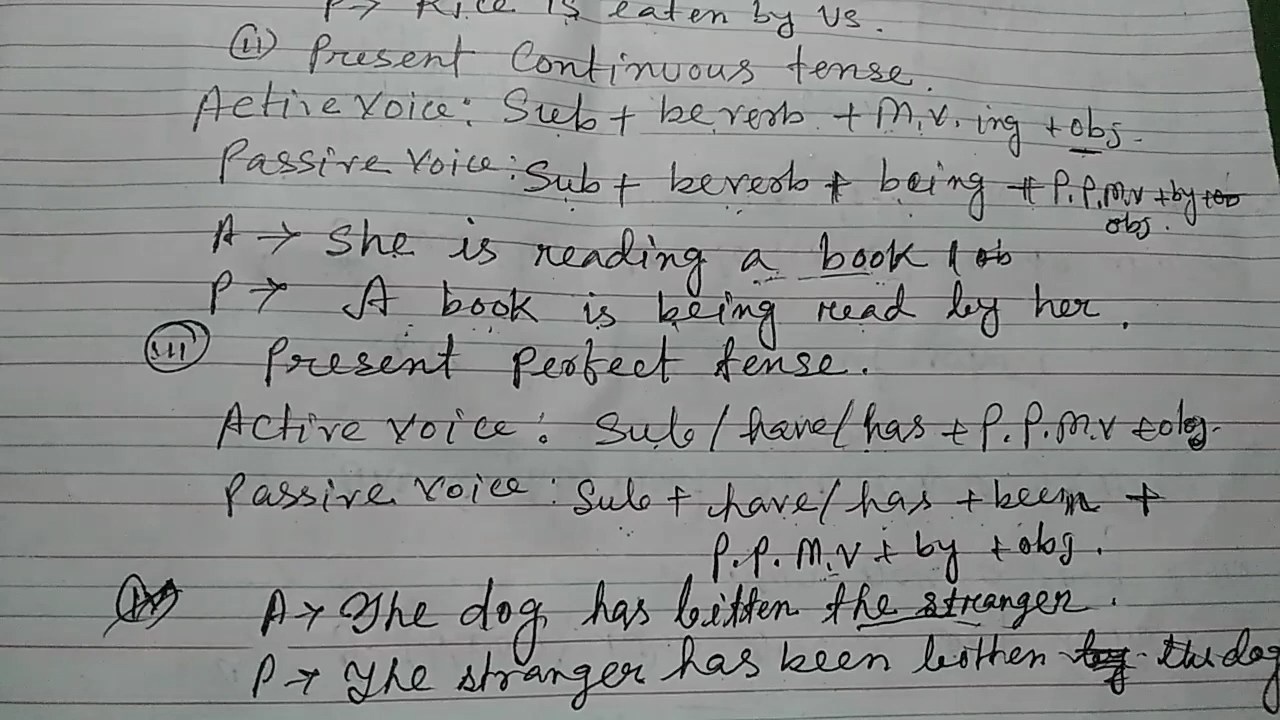 P → Rice is eaten by us.
(ii) Present Continuous tense.
Active voice: Sub + be verb + M.V. ing + obj.
Passive Voice: Sub + be verb + being + P.P.M.V + by +
obj.
A → She is reading a book | ob
P → A book is being read by her.
(iii) Present Perfect tense.
Active voice: Sub / have/has + P.P.M.V + obj.
Passive Voice: Sub + have/has + been +
P.P.M.V + by + obj.
A → The dog has bitten the stranger.
P → The stranger has been bitten by the dog